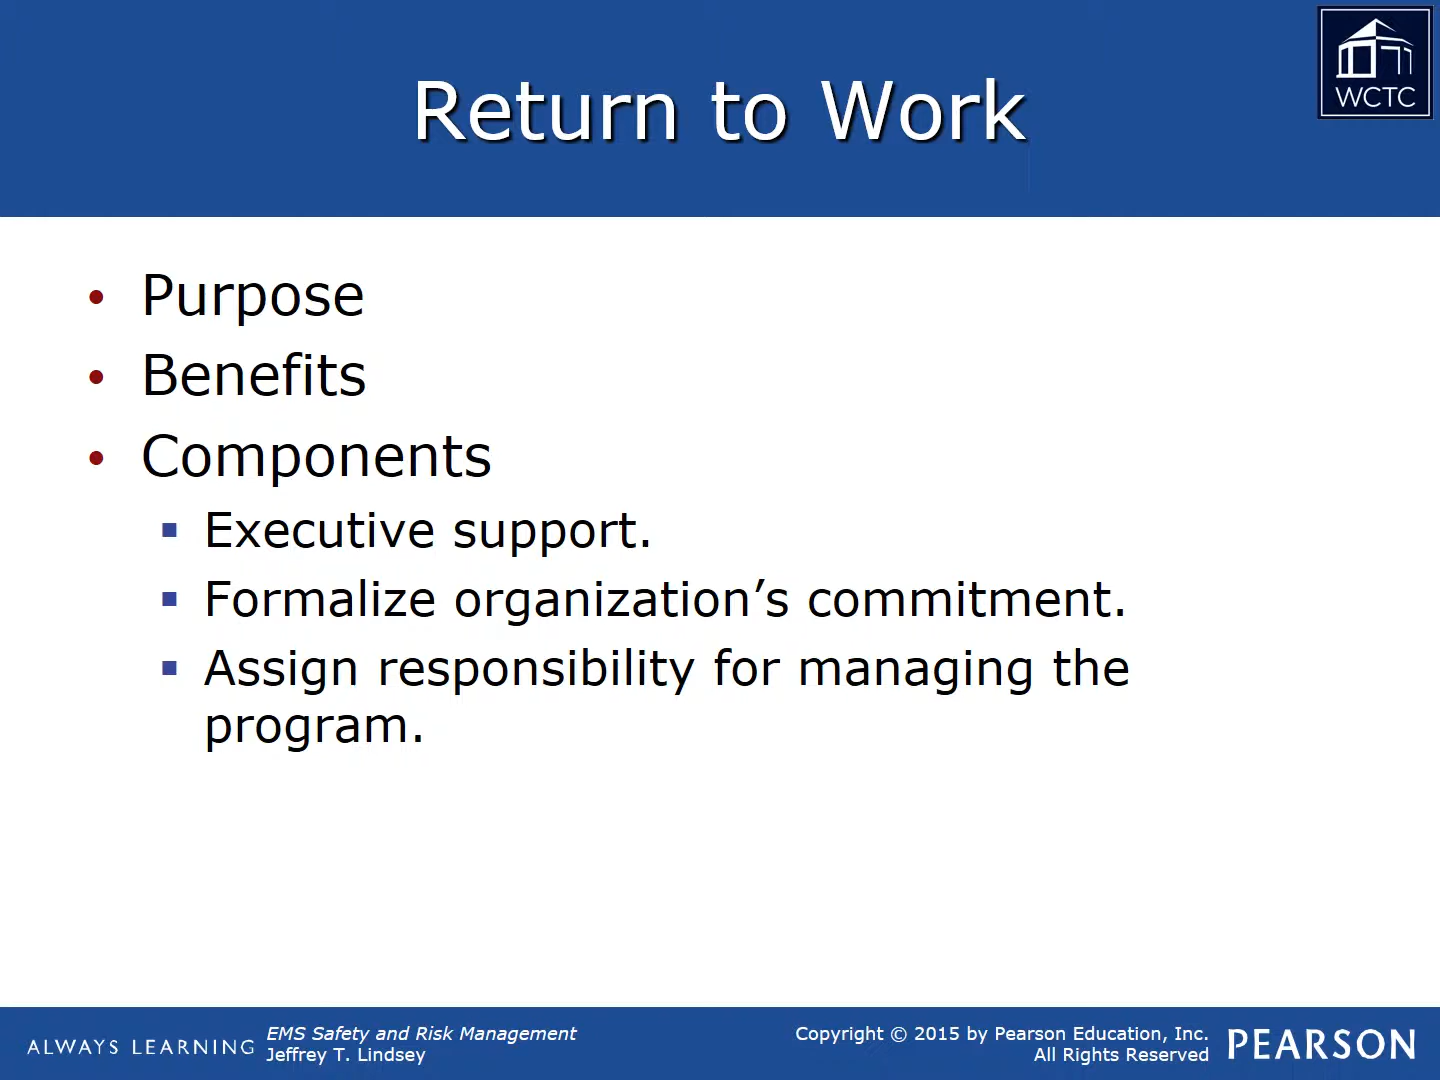 WCTC
Return to Work
• Purpose
• Benefits
• Components
▪ Executive support.
▪ Formalize organization’s commitment.
▪ Assign responsibility for managing the
program.
ALWAYS LEARNING
EMS Safety and Risk Management
Jeffrey T. Lindsey
Copyright © 2015 by Pearson Education, Inc.
All Rights Reserved
PEARSON